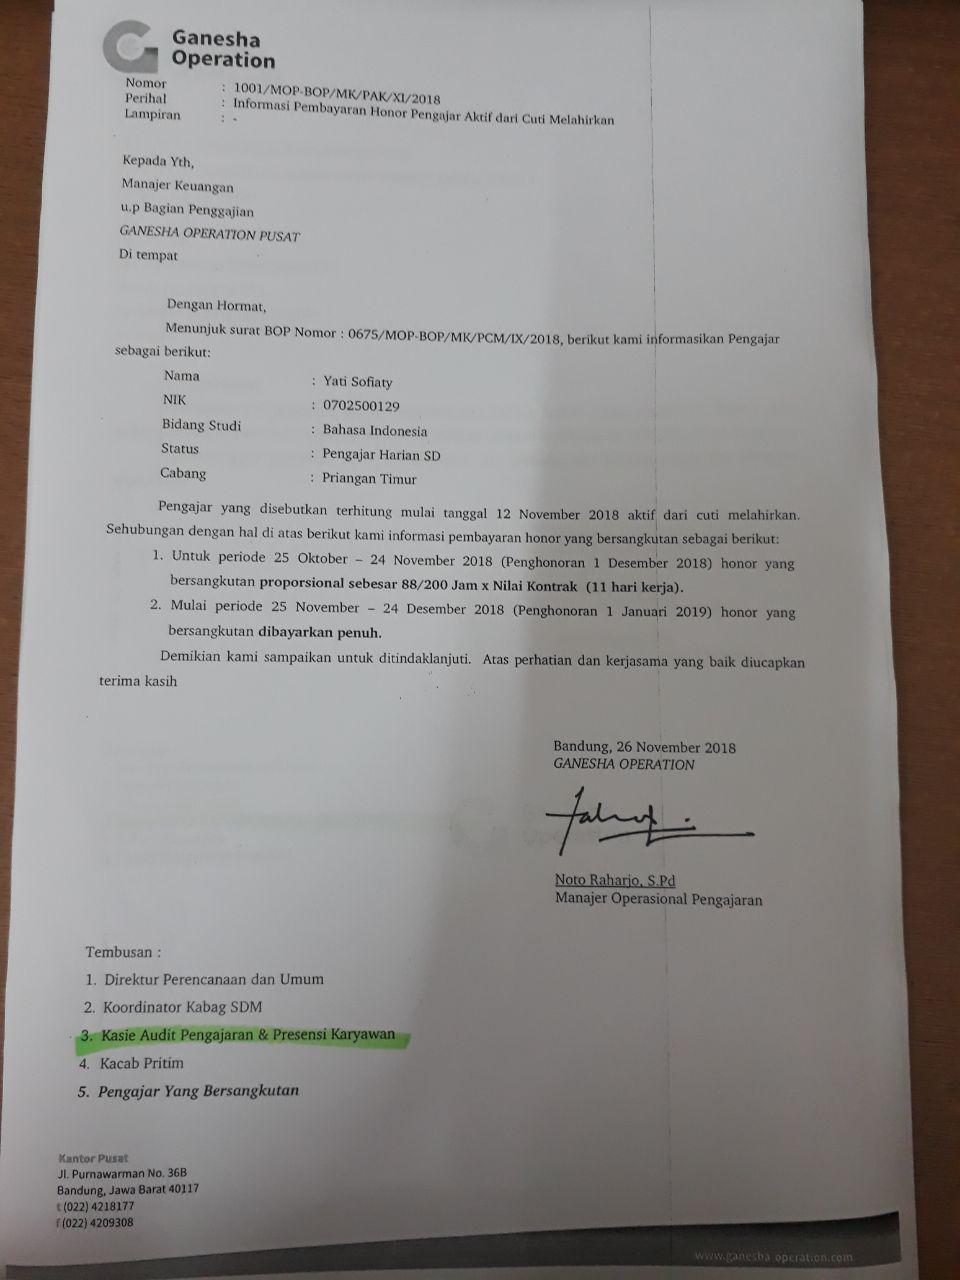 Ganesha
Operation
Nomor : 1001/MOP-BOP/MK/PAK/XI/2018
Perihal : Informasi Pembayaran Honor Pengajar Aktif dari Cuti Melahirkan
Lampiran : -
Kepada Yth,
Manajer Keuangan
u.p Bagian Penggajian
GANESHA OPERATION PUSAT
Di tempat
Dengan Hormat,
Menunjuk surat BOP Nomor : 0675/MOP-BOP/MK/PCM/IX/2018, berikut kami informasikan Pengajar
sebagai berikut:
Nama : Yati Sofiaty
NIK : 0702500129
Bidang Studi : Bahasa Indonesia
Status : Pengajar Harian SD
Cabang : Priangan Timur
Pengajar yang disebutkan terhitung mulai tanggal 12 November 2018 aktif dari cuti melahirkan.
Sehubungan dengan hal di atas berikut kami informasi pembayaran honor yang bersangkutan sebagai berikut:
1. Untuk periode 25 Oktober – 24 November 2018 (Penghonoran 1 Desember 2018) honor yang
bersangkutan proporsional sebesar 88/200 Jam x Nilai Kontrak (11 hari kerja).
2. Mulai periode 25 November – 24 Desember 2018 (Penghonoran 1 Januari 2019) honor yang
bersangkutan dibayarkan penuh.
Demikian kami sampaikan untuk ditindaklanjuti. Atas perhatian dan kerjasama yang baik diucapkan
terima kasih
Bandung, 26 November 2018
GANESHA OPERATION
Noto Raharjo, S.Pd
Manajer Operasional Pengajaran
Tembusan :
1. Direktur Perencanaan dan Umum
2. Koordinator Kabag SDM
3. Kasie Audit Pengajaran & Presensi Karyawan
4. Kacab Pritim
5. Pengajar Yang Bersangkutan
Kantor Pusat
Jl. Purnawarman No. 36B
Bandung, Jawa Barat 40117
t (022) 4218177
f (022) 4209308
www.ganesha-operation.com